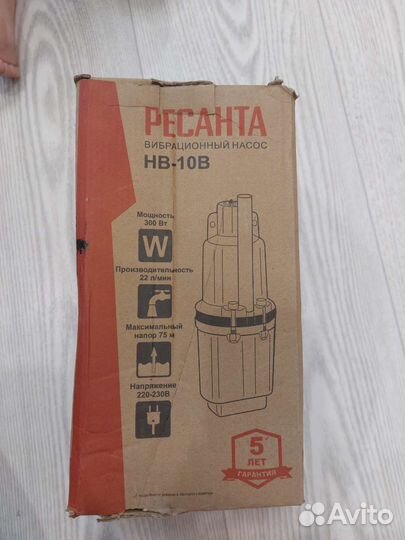 РЕСАНТА
ВИБРАЦИОННЫЙ НАСОС
НВ-10В
Мощность
300 Вт
W
Производительность
22 л/мин
Максимальный
напор 75 м
Напряжение
220-230В
5
ЛЕТ
ГАРАНТИЯ
Avito